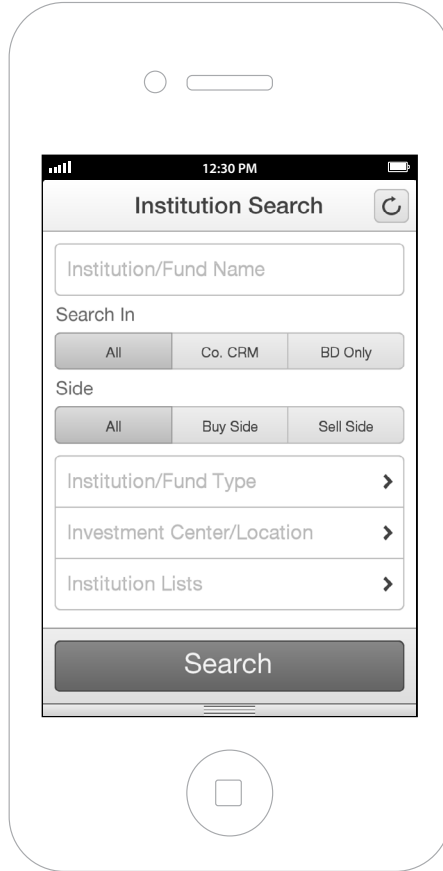 12:30 PM
Institution Search
Institution/Fund Name
Search In
All Co. CRM BD Only
Side
All Buy Side Sell Side
Institution/Fund Type
Investment Center/Location
Institution Lists
Search